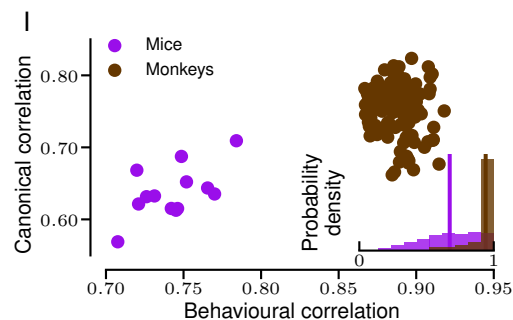 I
Mice
Monkeys
Canonical correlation
0.80
0.70
0.60
Probability
density
0 1
0.70 0.75 0.80 0.85 0.90 0.95
Behavioural correlation